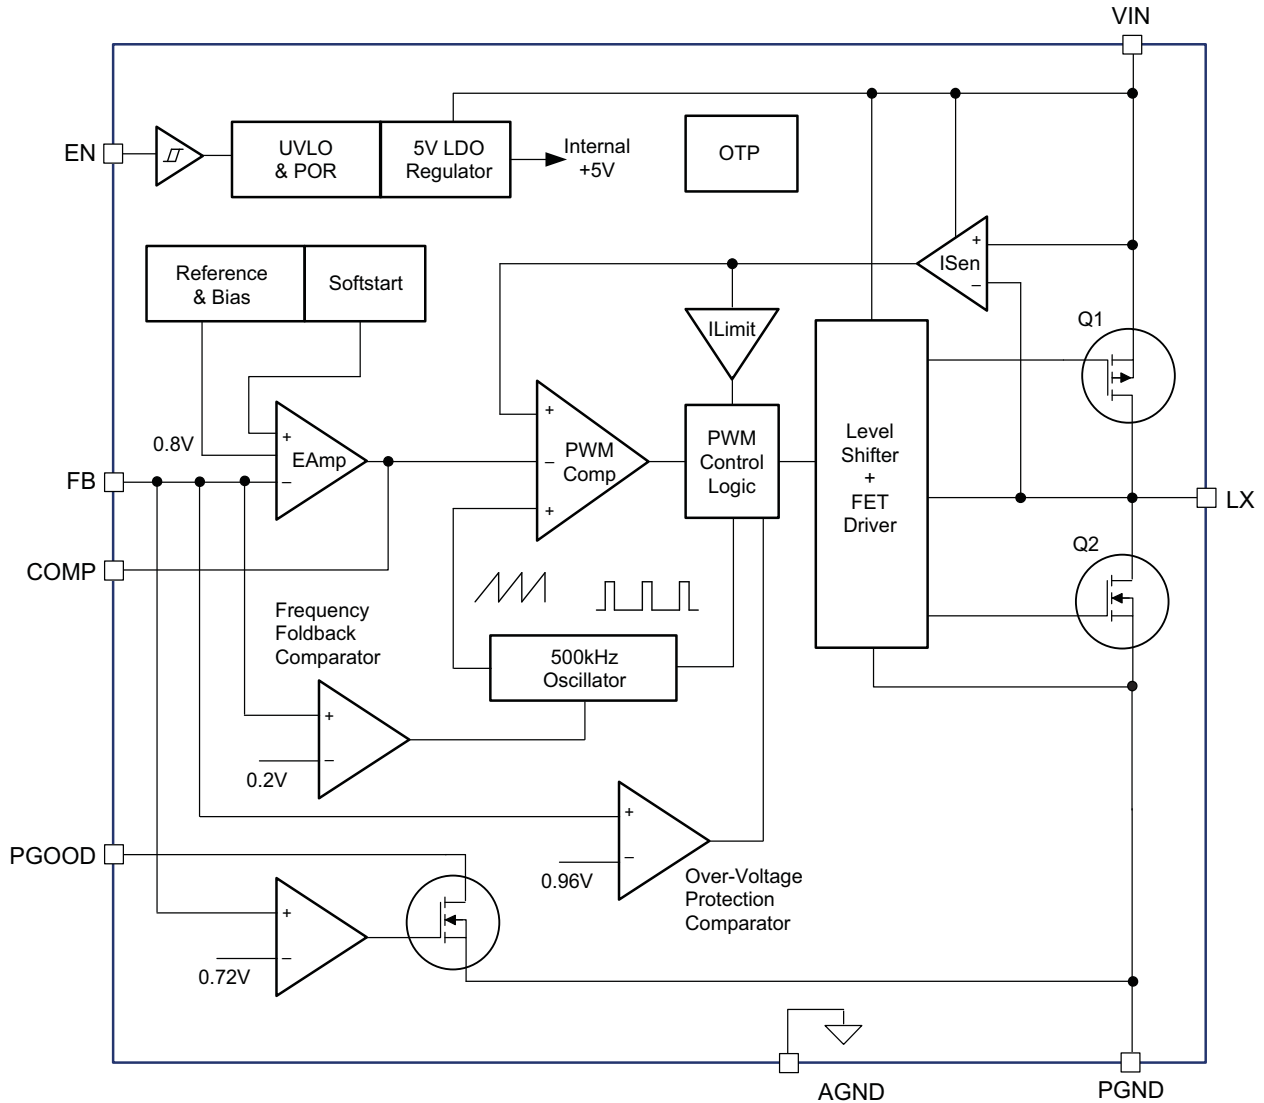 VIN
EN
UVLO
& POR
5V LDO
Regulator
Internal
+5V
OTP
Reference
& Bias
Softstart
+
ISen
−
ILimit
Q1
0.8V
+
EAmp
−
+
PWM
Comp
−
+
PWM
Control
Logic
Level
Shifter
+
FET
Driver
FB
LX
COMP
Q2
Frequency
Foldback
Comparator
500kHz
Oscillator
+
−
0.2V
+
−
0.96V
Over-Voltage
Protection
Comparator
PGOOD
+
−
0.72V
AGND
PGND